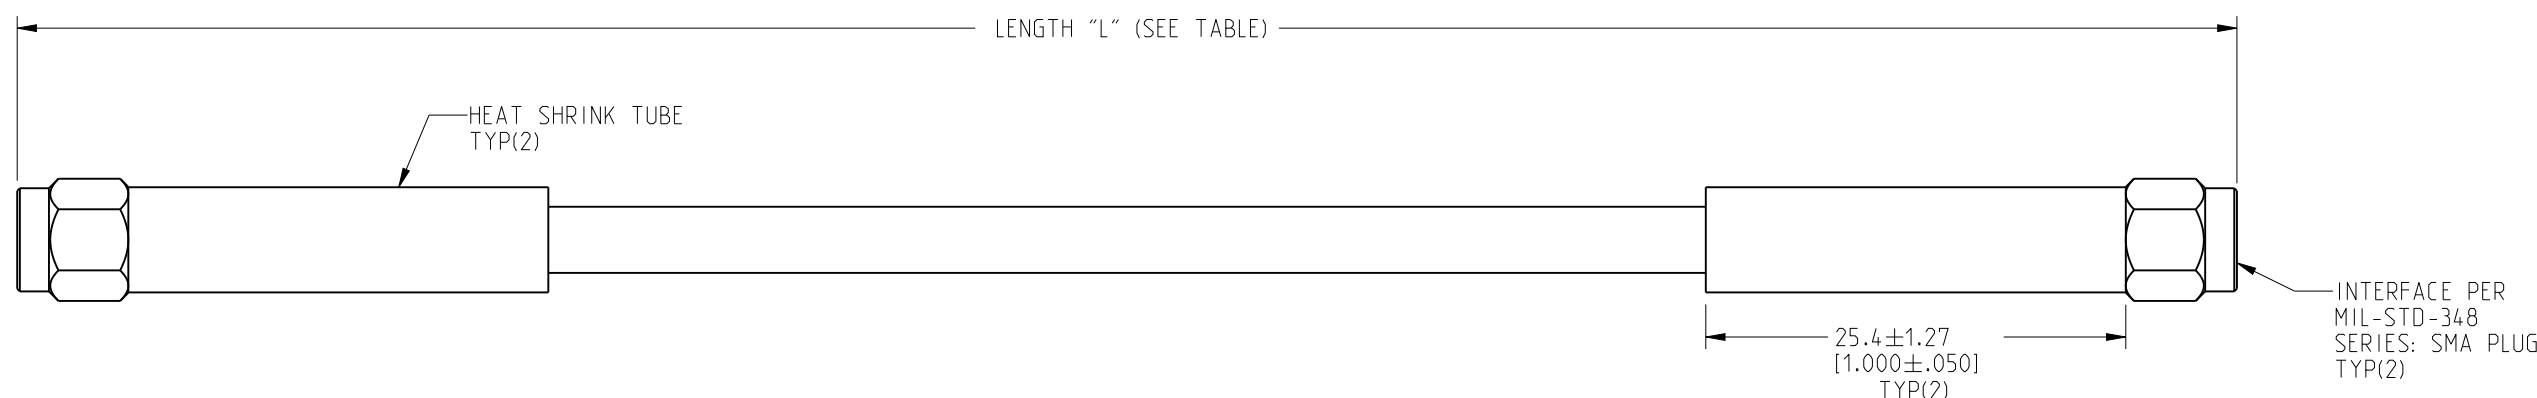 LENGTH "L" (SEE TABLE)
HEAT SHRINK TUBE
TYP(2)
25.4±1.27
[1.000±.050]
TYP(2)
INTERFACE PER
MIL-STD-348
SERIES: SMA PLUG
TYP(2)